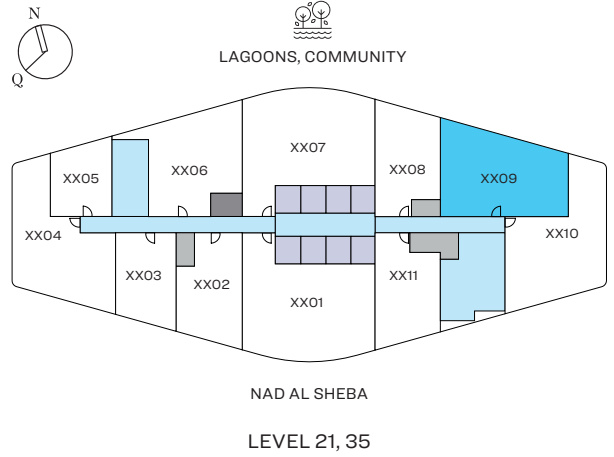 N
Q
LAGOONS, COMMUNITY
XX07
XX06
XX08
XX05
XX09
XX04
XX10
XX03
XX02
XX01
XX11
NAD AL SHEBA
LEVEL 21, 35